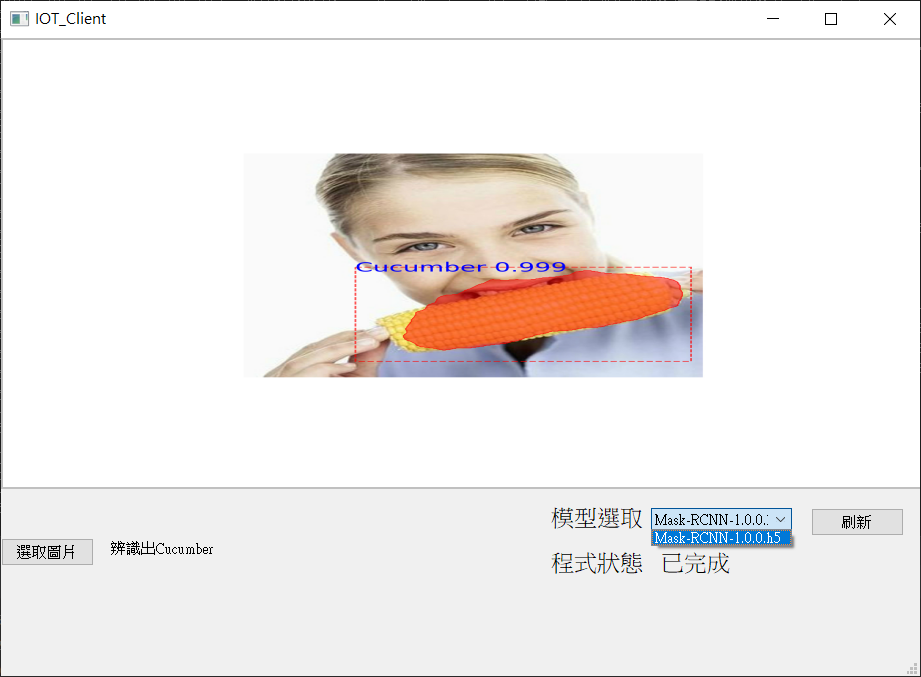 IOT_Client
Cucumber 0.999
模型選取
Mask-RCNN-1.0.0.
刷新
Mask-RCNN-1.0.0.h5
選取圖片
辨識出Cucumber
程式狀態 已完成